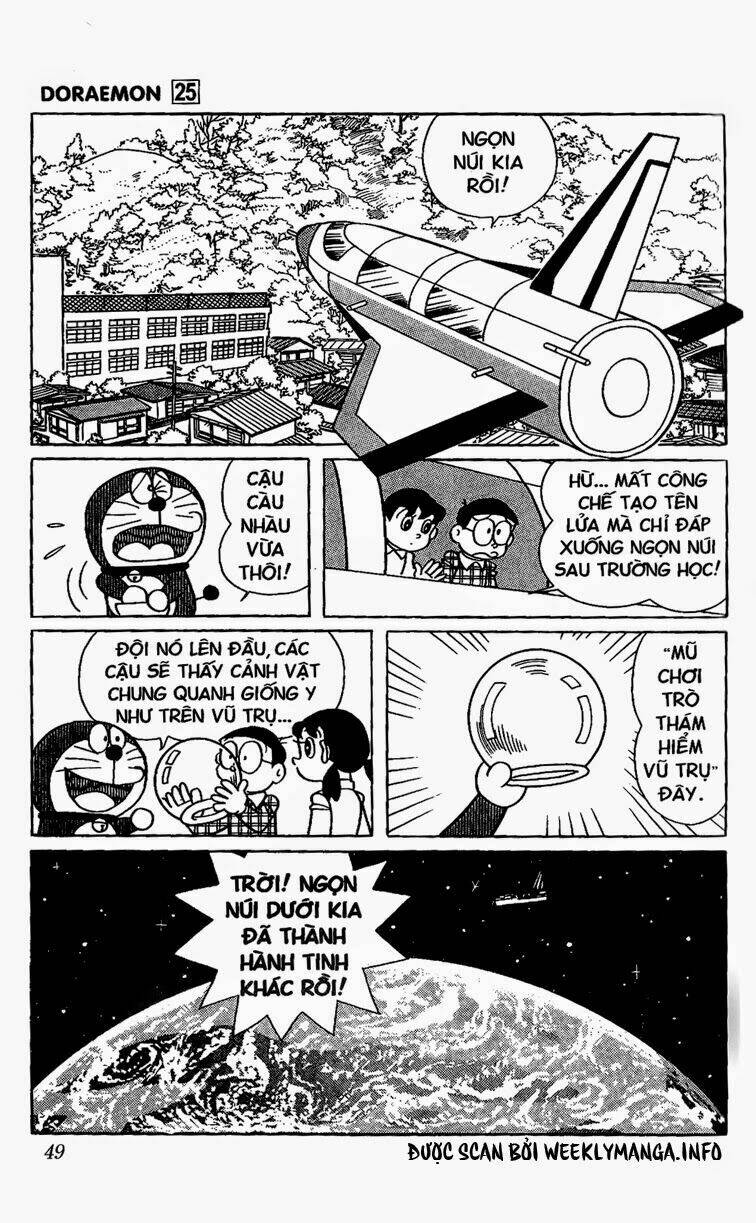 DORAEMON 25
NGỌN
NÚI KIA
RỒI!
HỪ... MẤT CÔNG
CHẾ TẠO TÊN
LỬA MÀ CHỈ ĐÁP
XUỐNG NGỌN NÚI
SAU TRƯỜNG HỌC!
CẬU
CÀU
NHÀU
VỪA
THÔI!
"MŨ
CHƠI
TRÒ
THÁM
HIỂM
VŨ TRỤ"
ĐÂY.
ĐỘI NÓ LÊN ĐẦU, CÁC
CẬU SẼ THẤY CẢNH VẬT
CHUNG QUANH GIỐNG Y
NHƯ TRÊN VŨ TRỤ...
TRỜI! NGỌN
NÚI DƯỚI KIA
ĐÃ THÀNH
HÀNH TINH
KHÁC RỒI!
49
ĐƯỢC SCAN BỞI WEEKLYMANGA.INFO